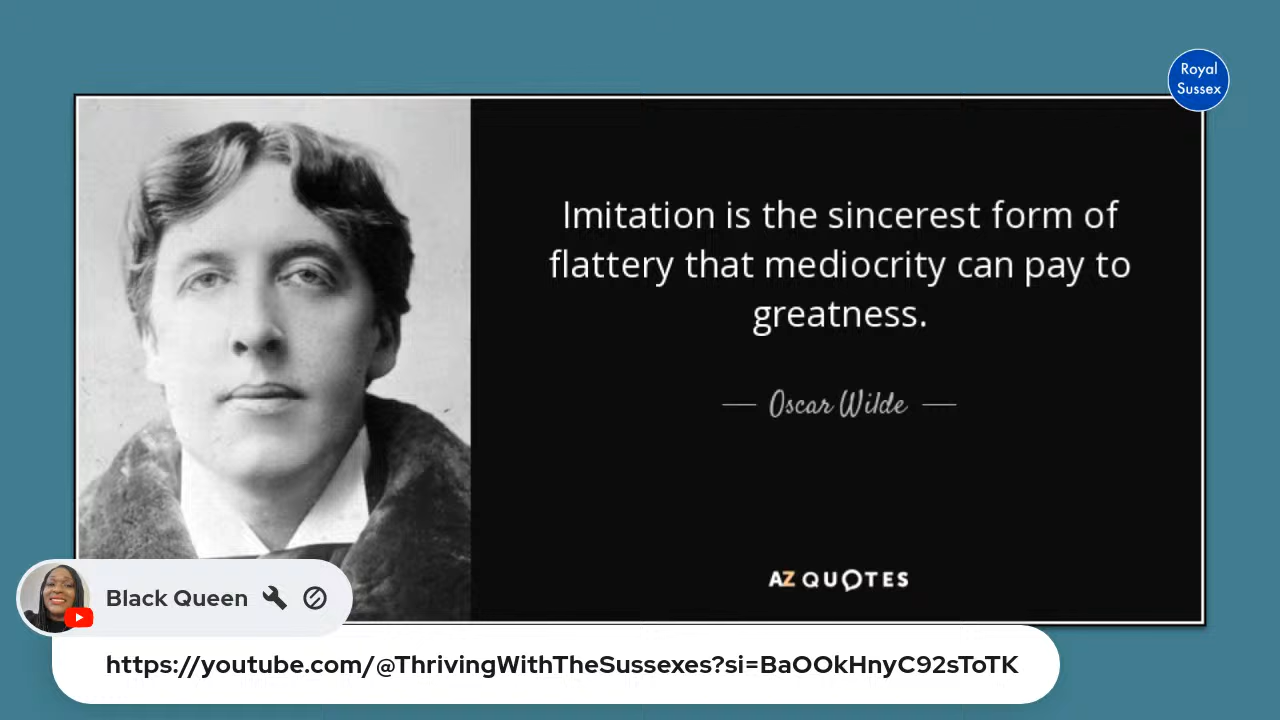 Royal
Sussex
Imitation is the sincerest form of
flattery that mediocrity can pay to
greatness.
Oscar Wilde
AZ QUOTES
Black Queen
https://youtube.com/@ThrivingWithTheSussexes?si=BaOOkHnyC92sToTK